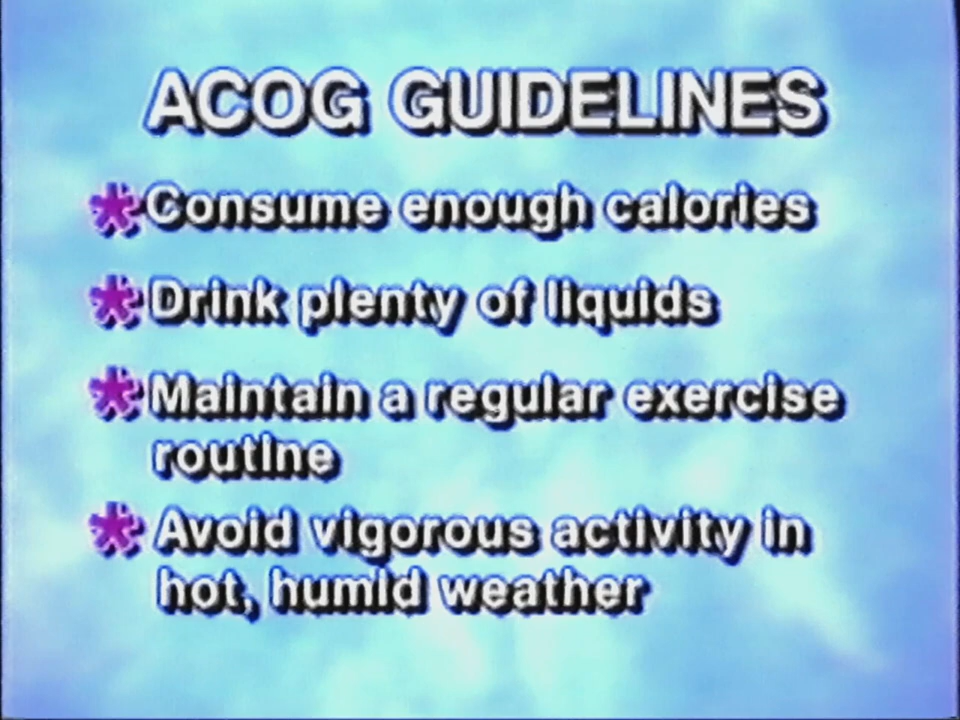 ACOG GUIDELINES
* Consume enough calories
* Drink plenty of liquids
* Maintain a regular exercise
routine
* Avoid vigorous activity in
hot, humid weather